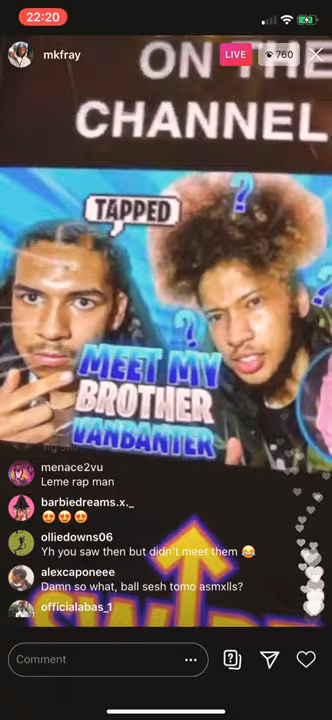 22:20
mkfray
LIVE
760
ON THE
CHANNEL
TAPPED
MEET MY
BROTHER
VANBANTER
menace2vu
Leme rap man
barbiedreams.x._
😍😍😍
olliedowns06
Yh you saw then but didn't meet them 😂
alexcaponeee
Damn so what, ball sesh tomo asmxlls?
officialabas_1
Comment